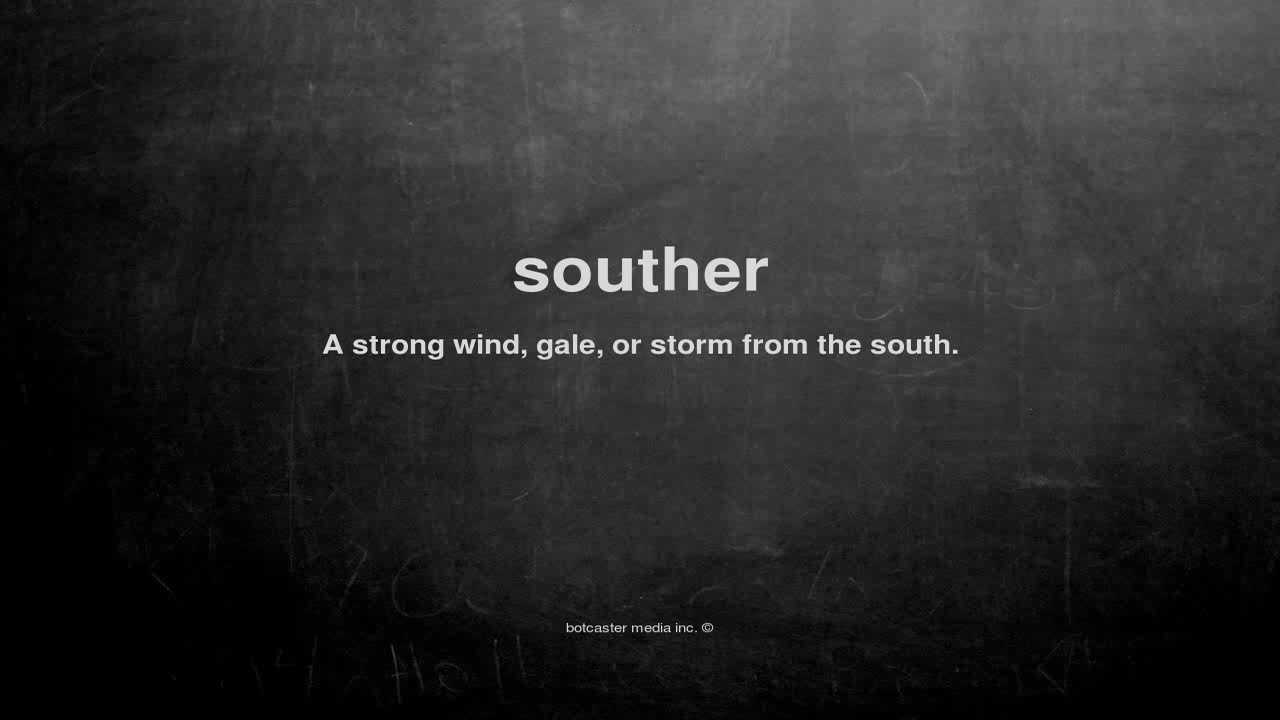 souther
A strong wind, gale, or storm from the south.
botcaster media inc. ©